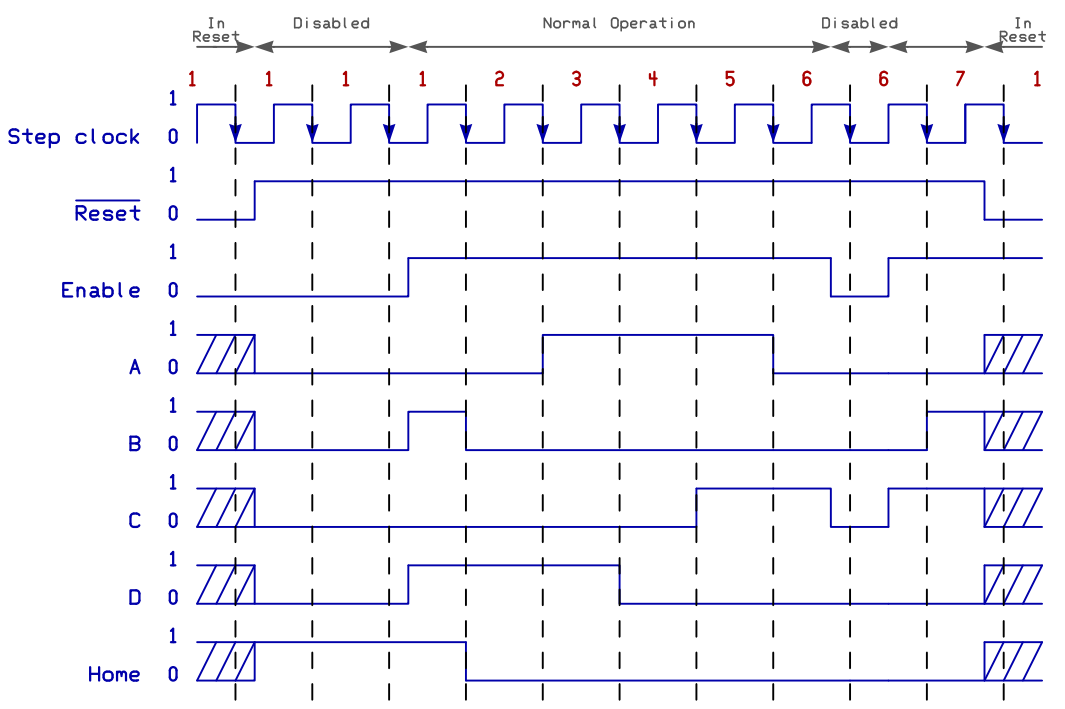 In Reset Disabled Normal Operation Disabled In Reset
1 1 1 1 2 3 4 5 6 6 7 1
1
Step clock 0
1
Reset 0
1
Enable 0
1
A 0
1
B 0
1
C 0
1
D 0
1
Home 0